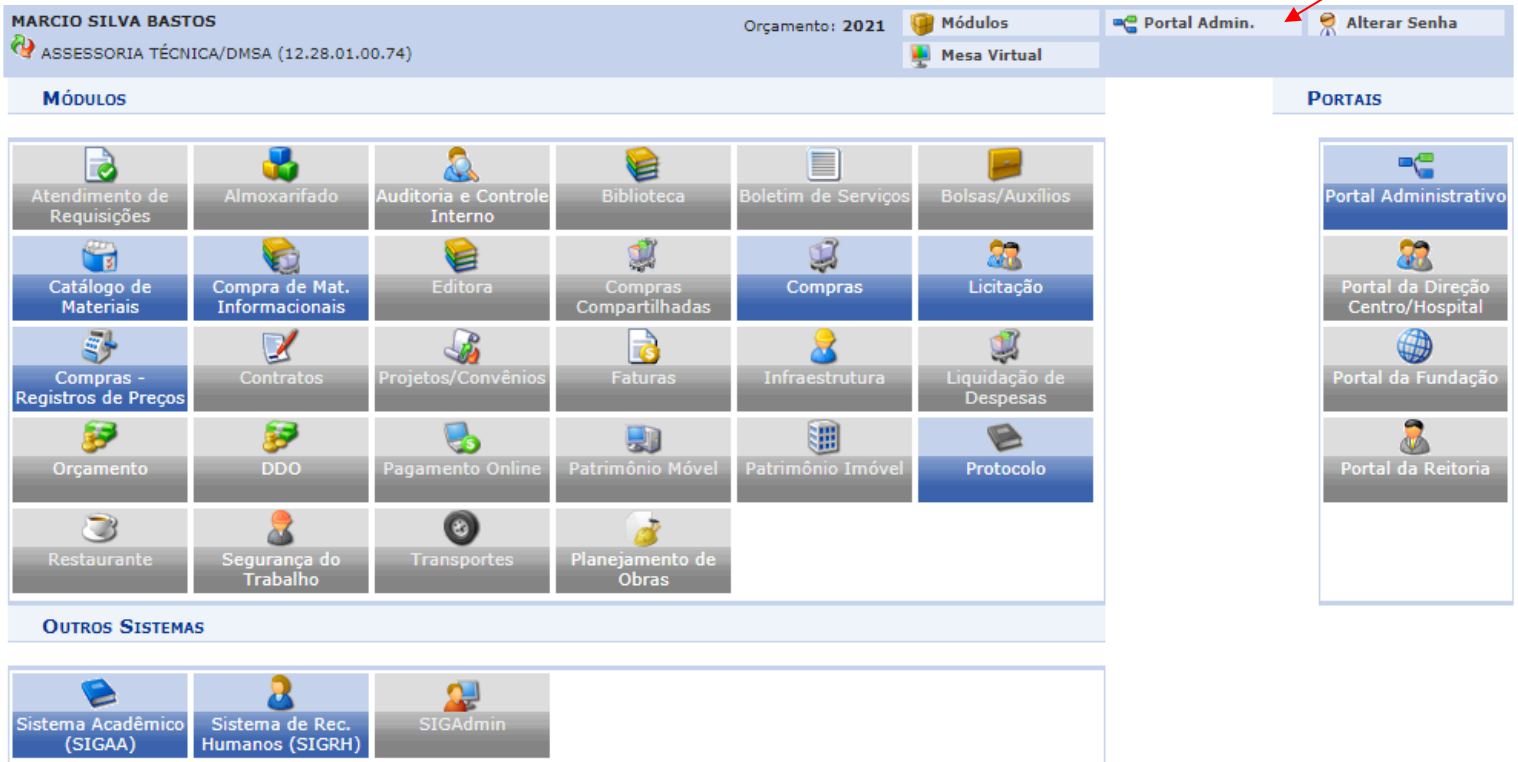 MARCIO SILVA BASTOS
Orçamento: 2021
Módulos
Portal Admin.
Alterar Senha
ASSESSORIA TÉCNICA/DMSA (12.28.01.00.74)
Mesa Virtual
MÓDULOS
PORTAIS
Atendimento de
Requisições
Almoxarifado
Auditoria e Controle
Interno
Biblioteca
Boletim de Serviços
Bolsas/Auxílios
Portal Administrativo
Catálogo de
Materiais
Compra de Mat.
Informacionais
Editora
Compras
Compartilhadas
Compras
Licitação
Portal da Direção
Centro/Hospital
Compras -
Registros de Preços
Contratos
Projetos/Convênios
Faturas
Infraestrutura
Liquidação de
Despesas
Portal da Fundação
Orçamento
DDO
Pagamento Online
Patrimônio Móvel
Patrimônio Imóvel
Protocolo
Portal da Reitoria
Restaurante
Segurança do
Trabalho
Transportes
Planejamento de
Obras
OUTROS SISTEMAS
Sistema Acadêmico
(SIGAA)
Sistema de Rec.
Humanos (SIGRH)
SIGAdmin